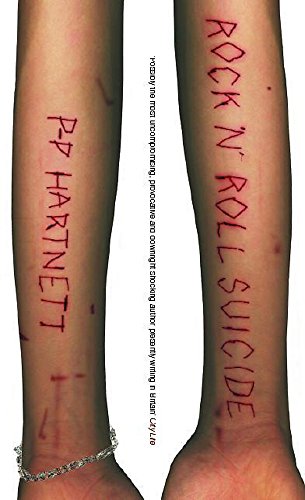 P-P HARTNETT
'Possibly the most uncompromising, provocative and downright shocking author presently writing in Britain' City Life
ROCK N' ROLL SUICIDE